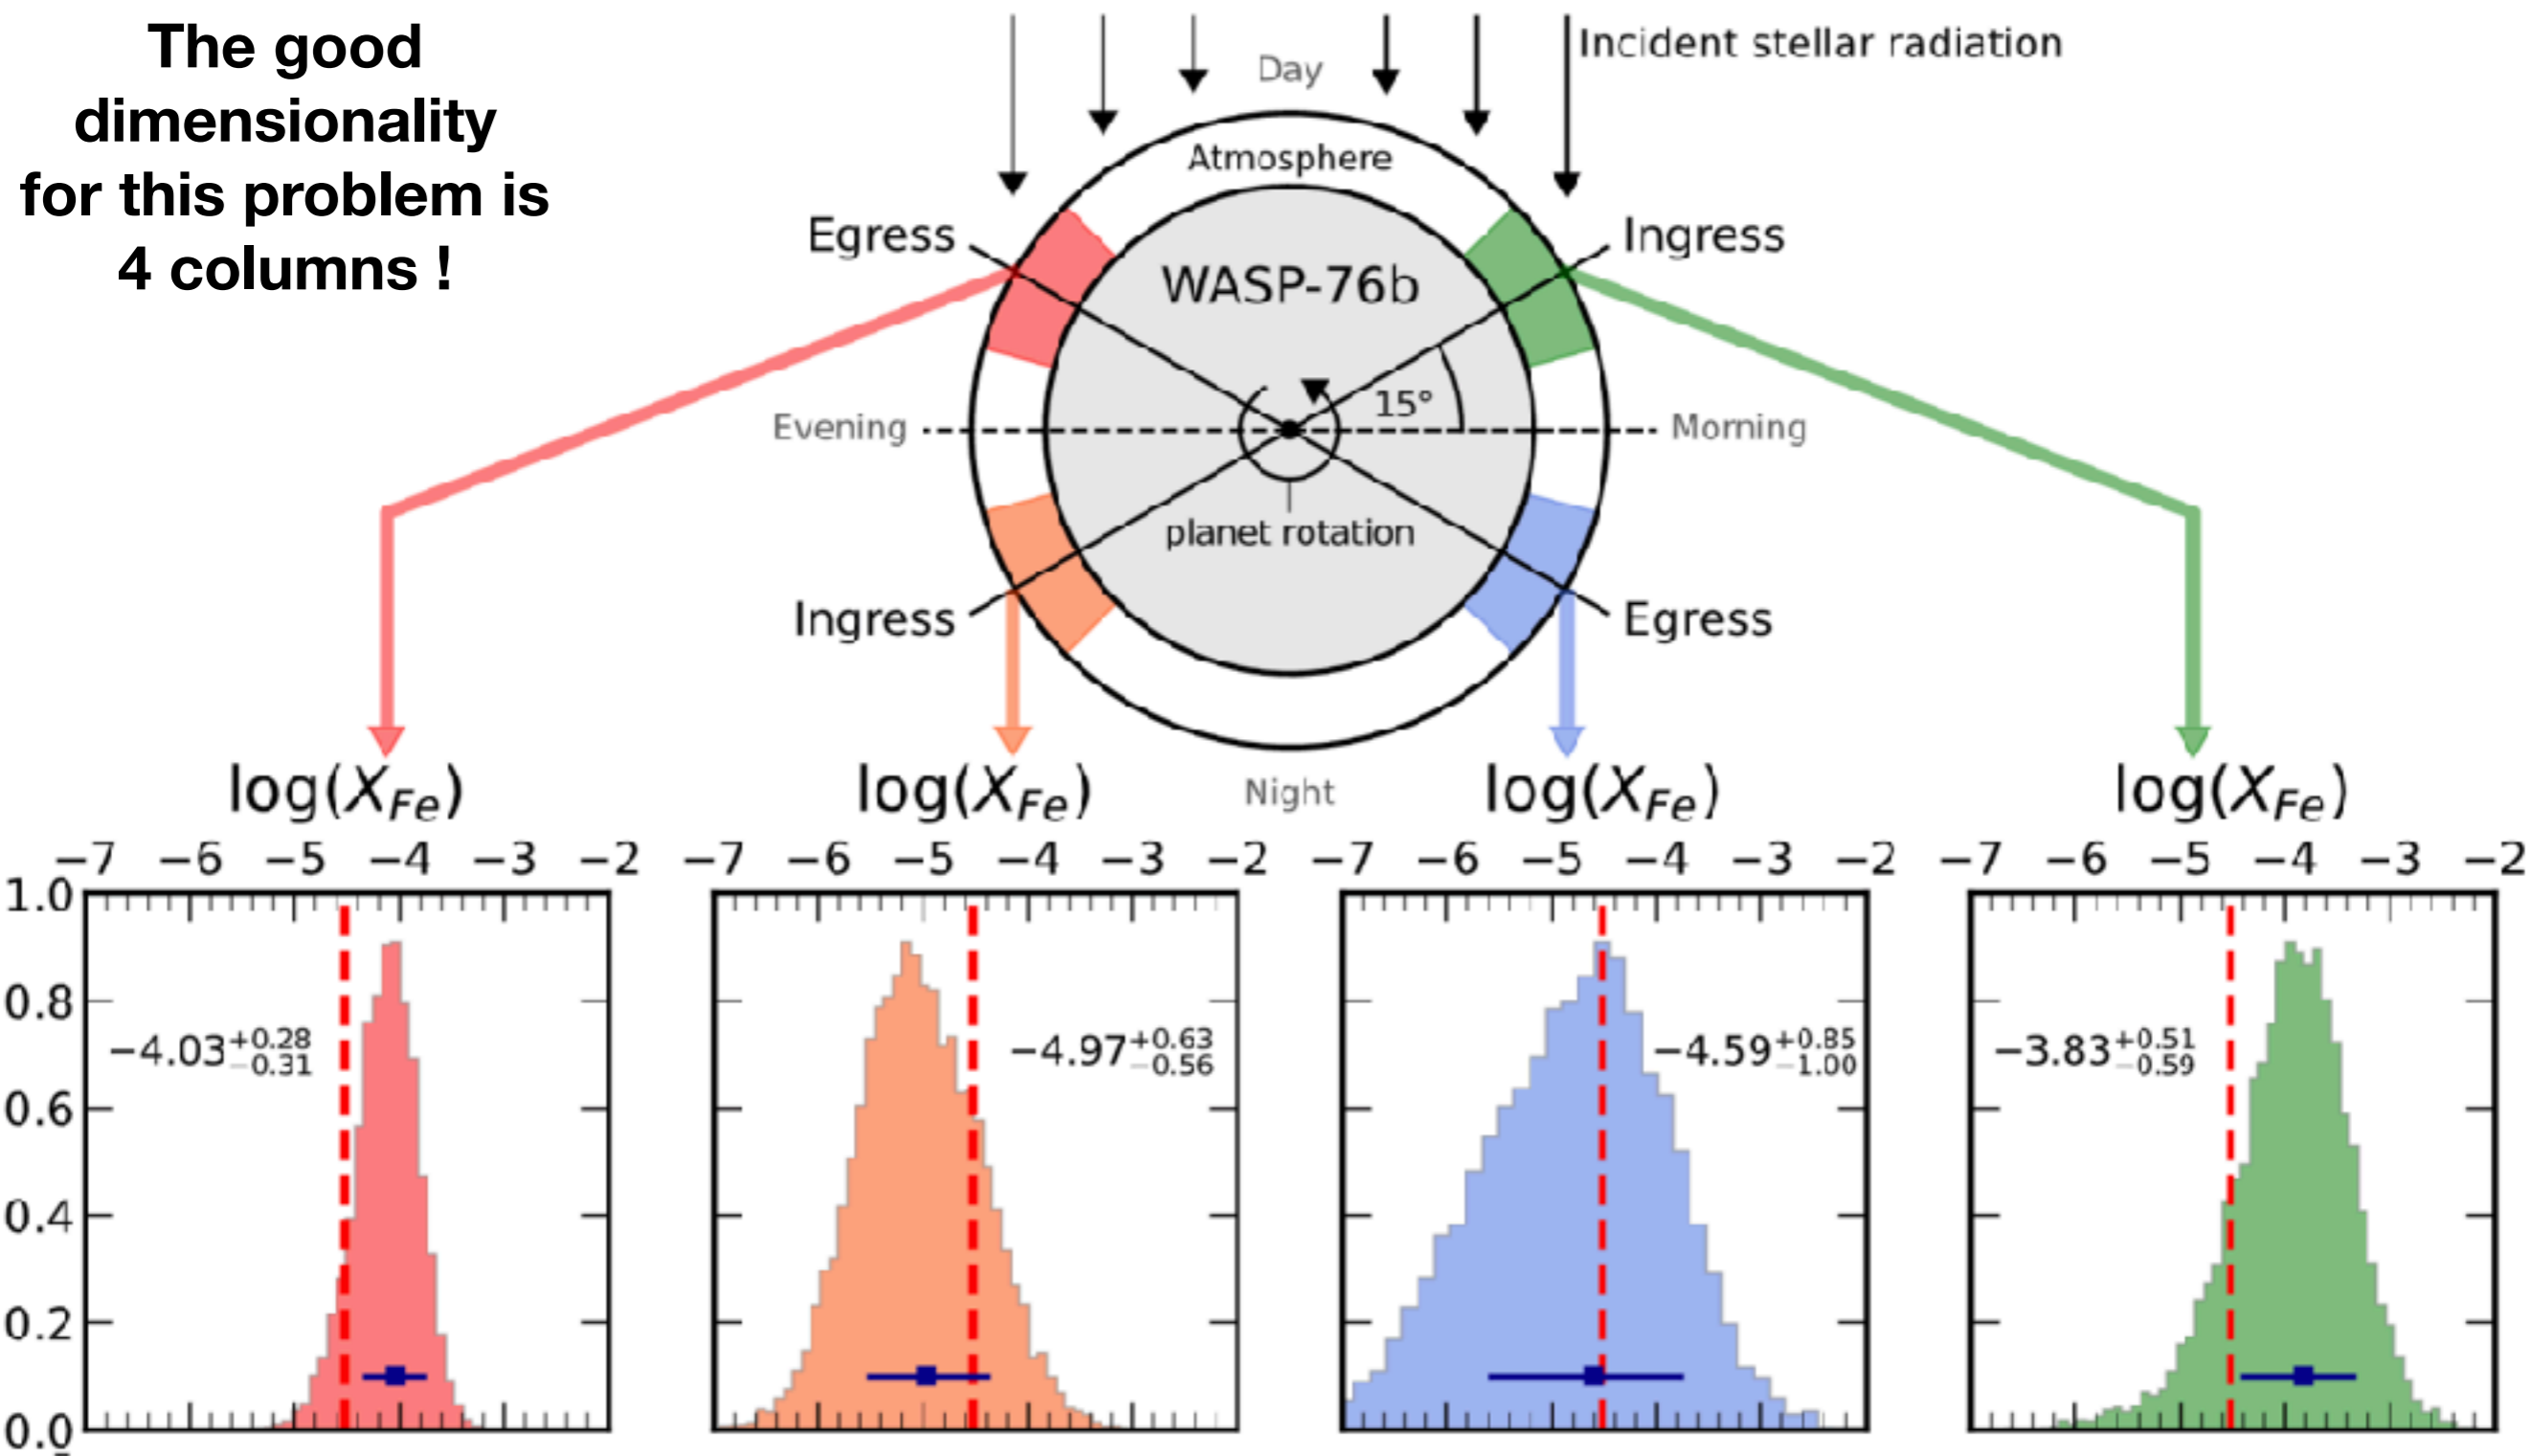 The good
dimensionality
for this problem is
4 columns !
Incident stellar radiation
Day
Atmosphere
Egress
Ingress
WASP-76b
15°
Evening
Morning
planet rotation
Ingress
Egress
Night
log(X_Fe) log(X_Fe) log(X_Fe) log(X_Fe)
−7 −6 −5 −4 −3 −2 −7 −6 −5 −4 −3 −2 −7 −6 −5 −4 −3 −2 −7 −6 −5 −4 −3 −2
1.0
0.8
−4.03 +0.28 −0.31
−4.97 +0.63 −0.56
−4.59 +0.85 −1.00
−3.83 +0.51 −0.59
0.6
0.4
0.2
0.0